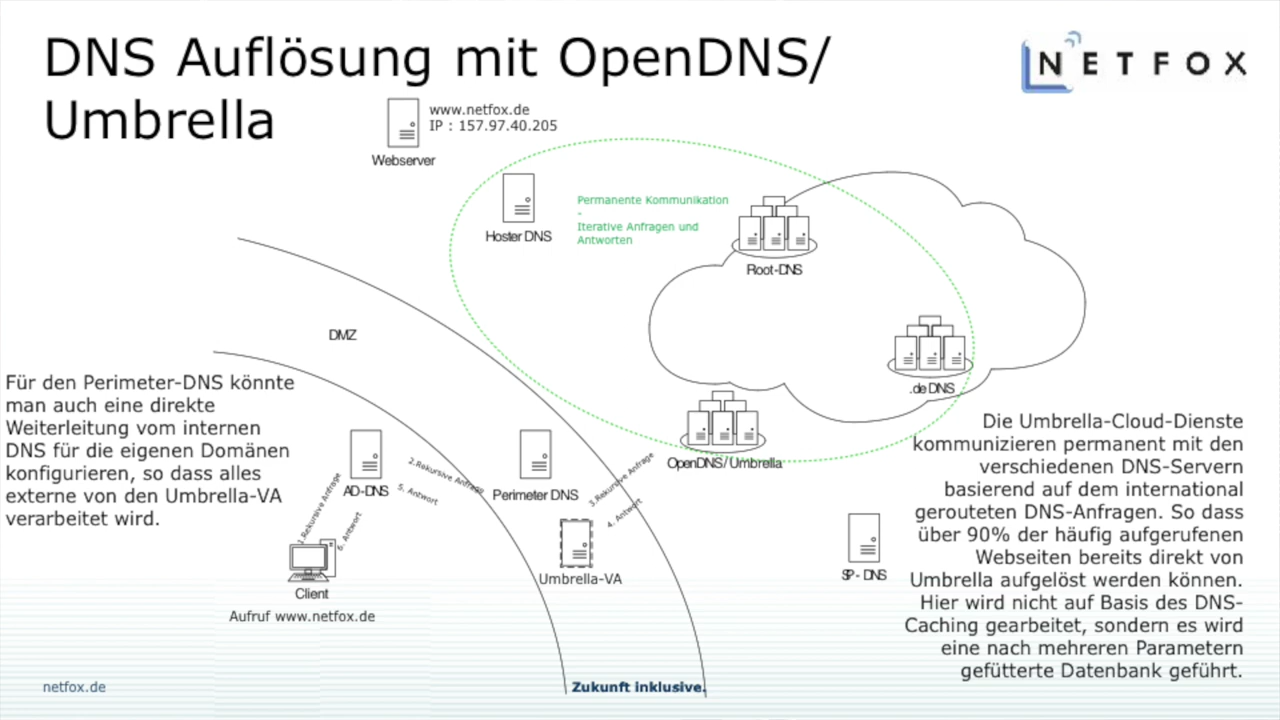 DNS Auflösung mit OpenDNS/
Umbrella
NETFOX
www.netfox.de
IP : 157.97.40.205
Webserver
Permanente Kommunikation
-
Iterative Anfragen und
Antworten
Hoster DNS
Root-DNS
DMZ
.de DNS
Für den Perimeter-DNS könnte
man auch eine direkte
Weiterleitung vom internen
DNS für die eigenen Domänen
konfigurieren, so dass alles
externe von den Umbrella-VA
verarbeitet wird.
OpenDNS/Umbrella
AD-DNS
2.Rekursive Anfrage
5. Antwort
Perimeter DNS
3.Rekursive Anfrage
4. Antwort
1.Rekursive Anfrage
6. Antwort
Umbrella-VA
SP-DNS
Client
Aufruf www.netfox.de
Die Umbrella-Cloud-Dienste
kommunizieren permanent mit den
verschiedenen DNS-Servern
basierend auf dem international
gerouteten DNS-Anfragen. So dass
über 90% der häufig aufgerufenen
Webseiten bereits direkt von
Umbrella aufgelöst werden können.
Hier wird nicht auf Basis des DNS-
Caching gearbeitet, sondern es wird
eine nach mehreren Parametern
gefütterte Datenbank geführt.
netfox.de
Zukunft inklusive.